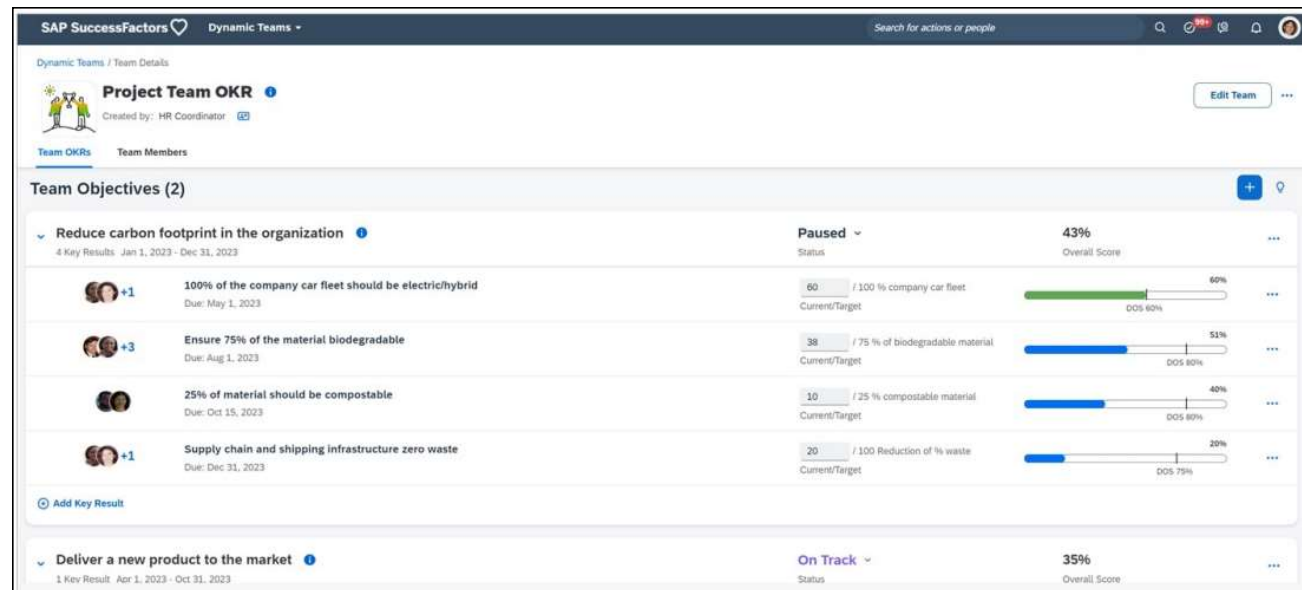 SAP SuccessFactors Dynamic Teams Search for actions or people 99+
Dynamic Teams / Team Details
Project Team OKR
Created by: HR Coordinator
Edit Team
Team OKRs Team Members
Team Objectives (2)
Reduce carbon footprint in the organization Paused 43%
4 Key Results Jan 1, 2023 - Dec 31, 2023 Status Overall Score
+1 100% of the company car fleet should be electric/hybrid 60 / 100 % company car fleet 60%
Due: May 1, 2023 Current/Target DOS 60%
+3 Ensure 75% of the material biodegradable 38 / 75 % of biodegradable material 51%
Due: Aug 1, 2023 Current/Target DOS 80%
25% of material should be compostable 10 / 25 % compostable material 40%
Due: Oct 15, 2023 Current/Target DOS 80%
+1 Supply chain and shipping infrastructure zero waste 20 / 100 Reduction of % waste 20%
Due: Dec 31, 2023 Current/Target DOS 75%
Add Key Result
Deliver a new product to the market On Track 35%
1 Key Result Apr 1, 2023 - Oct 31, 2023 Status Overall Score